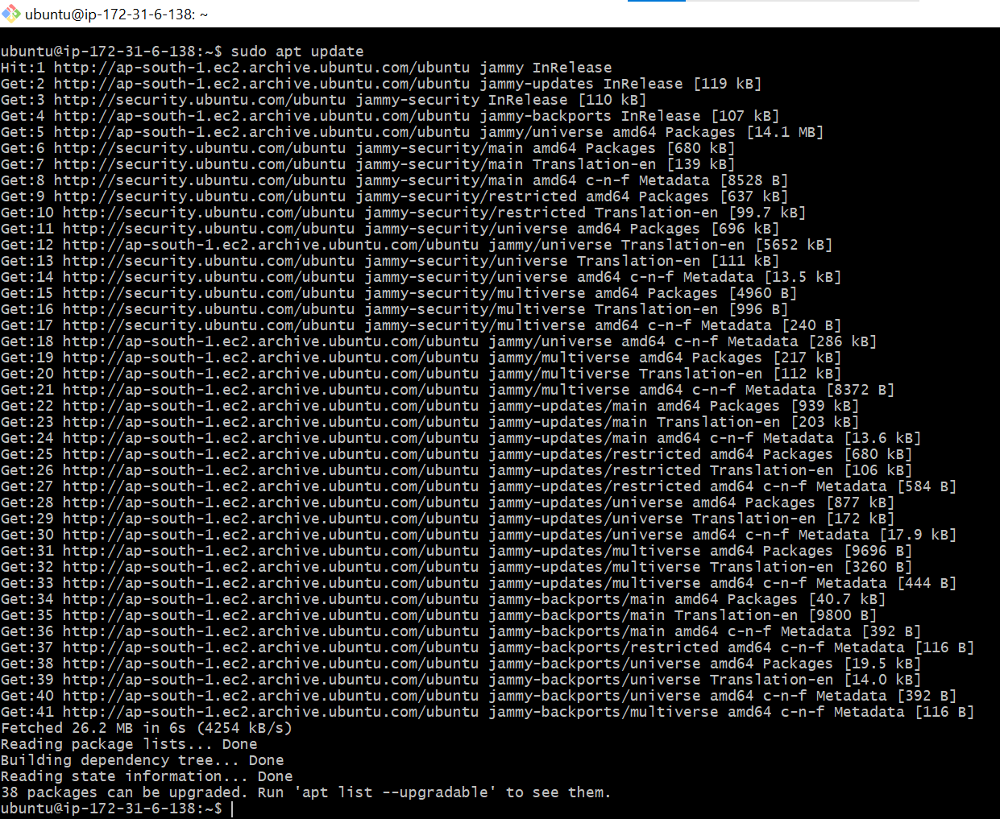 ubuntu@ip-172-31-6-138: ~
ubuntu@ip-172-31-6-138:~$ sudo apt update
Hit:1 http://ap-south-1.ec2.archive.ubuntu.com/ubuntu jammy InRelease
Get:2 http://ap-south-1.ec2.archive.ubuntu.com/ubuntu jammy-updates InRelease [119 kB]
Get:3 http://security.ubuntu.com/ubuntu jammy-security InRelease [110 kB]
Get:4 http://ap-south-1.ec2.archive.ubuntu.com/ubuntu jammy-backports InRelease [107 kB]
Get:5 http://ap-south-1.ec2.archive.ubuntu.com/ubuntu jammy/universe amd64 Packages [14.1 MB]
Get:6 http://security.ubuntu.com/ubuntu jammy-security/main amd64 Packages [680 kB]
Get:7 http://security.ubuntu.com/ubuntu jammy-security/main Translation-en [139 kB]
Get:8 http://security.ubuntu.com/ubuntu jammy-security/main amd64 c-n-f Metadata [8528 B]
Get:9 http://security.ubuntu.com/ubuntu jammy-security/restricted amd64 Packages [637 kB]
Get:10 http://security.ubuntu.com/ubuntu jammy-security/restricted Translation-en [99.7 kB]
Get:11 http://security.ubuntu.com/ubuntu jammy-security/universe amd64 Packages [696 kB]
Get:12 http://ap-south-1.ec2.archive.ubuntu.com/ubuntu jammy/universe Translation-en [5652 kB]
Get:13 http://security.ubuntu.com/ubuntu jammy-security/universe Translation-en [111 kB]
Get:14 http://security.ubuntu.com/ubuntu jammy-security/universe amd64 c-n-f Metadata [13.5 kB]
Get:15 http://security.ubuntu.com/ubuntu jammy-security/multiverse amd64 Packages [4960 B]
Get:16 http://security.ubuntu.com/ubuntu jammy-security/multiverse Translation-en [996 B]
Get:17 http://security.ubuntu.com/ubuntu jammy-security/multiverse amd64 c-n-f Metadata [240 B]
Get:18 http://ap-south-1.ec2.archive.ubuntu.com/ubuntu jammy/universe amd64 c-n-f Metadata [286 kB]
Get:19 http://ap-south-1.ec2.archive.ubuntu.com/ubuntu jammy/multiverse amd64 Packages [217 kB]
Get:20 http://ap-south-1.ec2.archive.ubuntu.com/ubuntu jammy/multiverse Translation-en [112 kB]
Get:21 http://ap-south-1.ec2.archive.ubuntu.com/ubuntu jammy/multiverse amd64 c-n-f Metadata [8372 B]
Get:22 http://ap-south-1.ec2.archive.ubuntu.com/ubuntu jammy-updates/main amd64 Packages [939 kB]
Get:23 http://ap-south-1.ec2.archive.ubuntu.com/ubuntu jammy-updates/main Translation-en [203 kB]
Get:24 http://ap-south-1.ec2.archive.ubuntu.com/ubuntu jammy-updates/main amd64 c-n-f Metadata [13.6 kB]
Get:25 http://ap-south-1.ec2.archive.ubuntu.com/ubuntu jammy-updates/restricted amd64 Packages [680 kB]
Get:26 http://ap-south-1.ec2.archive.ubuntu.com/ubuntu jammy-updates/restricted Translation-en [106 kB]
Get:27 http://ap-south-1.ec2.archive.ubuntu.com/ubuntu jammy-updates/restricted amd64 c-n-f Metadata [584 B]
Get:28 http://ap-south-1.ec2.archive.ubuntu.com/ubuntu jammy-updates/universe amd64 Packages [877 kB]
Get:29 http://ap-south-1.ec2.archive.ubuntu.com/ubuntu jammy-updates/universe Translation-en [172 kB]
Get:30 http://ap-south-1.ec2.archive.ubuntu.com/ubuntu jammy-updates/universe amd64 c-n-f Metadata [17.9 kB]
Get:31 http://ap-south-1.ec2.archive.ubuntu.com/ubuntu jammy-updates/multiverse amd64 Packages [9696 B]
Get:32 http://ap-south-1.ec2.archive.ubuntu.com/ubuntu jammy-updates/multiverse Translation-en [3260 B]
Get:33 http://ap-south-1.ec2.archive.ubuntu.com/ubuntu jammy-updates/multiverse amd64 c-n-f Metadata [444 B]
Get:34 http://ap-south-1.ec2.archive.ubuntu.com/ubuntu jammy-backports/main amd64 Packages [40.7 kB]
Get:35 http://ap-south-1.ec2.archive.ubuntu.com/ubuntu jammy-backports/main Translation-en [9800 B]
Get:36 http://ap-south-1.ec2.archive.ubuntu.com/ubuntu jammy-backports/main amd64 c-n-f Metadata [392 B]
Get:37 http://ap-south-1.ec2.archive.ubuntu.com/ubuntu jammy-backports/restricted amd64 c-n-f Metadata [116 B]
Get:38 http://ap-south-1.ec2.archive.ubuntu.com/ubuntu jammy-backports/universe amd64 Packages [19.5 kB]
Get:39 http://ap-south-1.ec2.archive.ubuntu.com/ubuntu jammy-backports/universe Translation-en [14.0 kB]
Get:40 http://ap-south-1.ec2.archive.ubuntu.com/ubuntu jammy-backports/universe amd64 c-n-f Metadata [392 B]
Get:41 http://ap-south-1.ec2.archive.ubuntu.com/ubuntu jammy-backports/multiverse amd64 c-n-f Metadata [116 B]
Fetched 26.2 MB in 6s (4254 kB/s)
Reading package lists... Done
Building dependency tree... Done
Reading state information... Done
38 packages can be upgraded. Run 'apt list --upgradable' to see them.
ubuntu@ip-172-31-6-138:~$